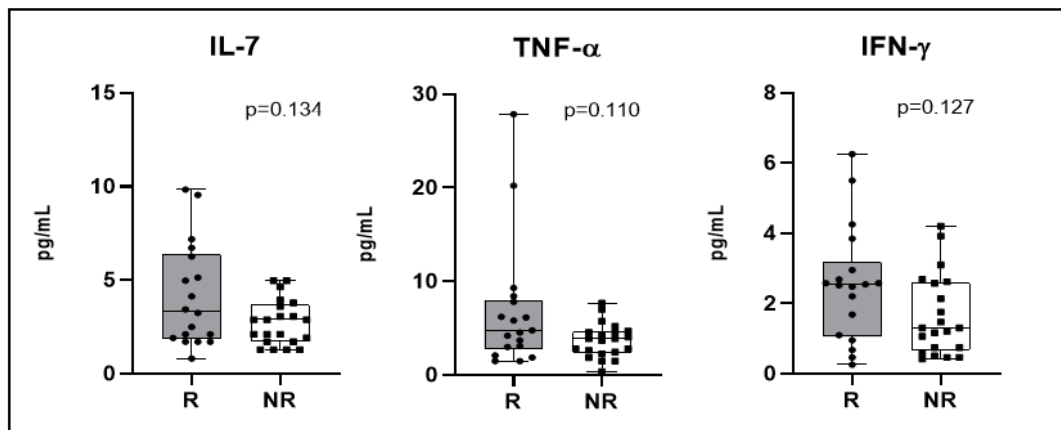 IL-7
p=0.134
15
10
5
0
pg/mL
R
NR
TNF-α
p=0.110
30
20
10
0
pg/mL
R
NR
IFN-γ
p=0.127
8
6
4
2
0
pg/mL
R
NR